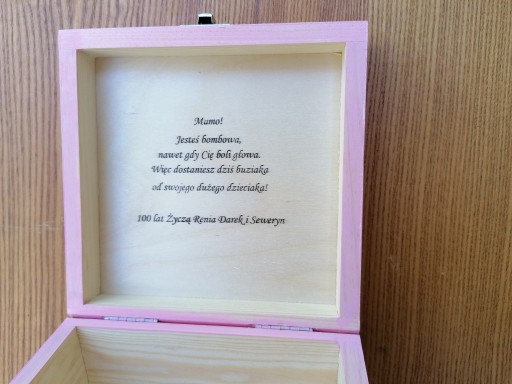 Mamo!
Jesteś bombowa,
nawet gdy Cię boli głowa.
Więc dostaniesz dziś buziaka
od swojego dużego dzieciaka!
100 lat Życzą Renia Darek i Seweryn